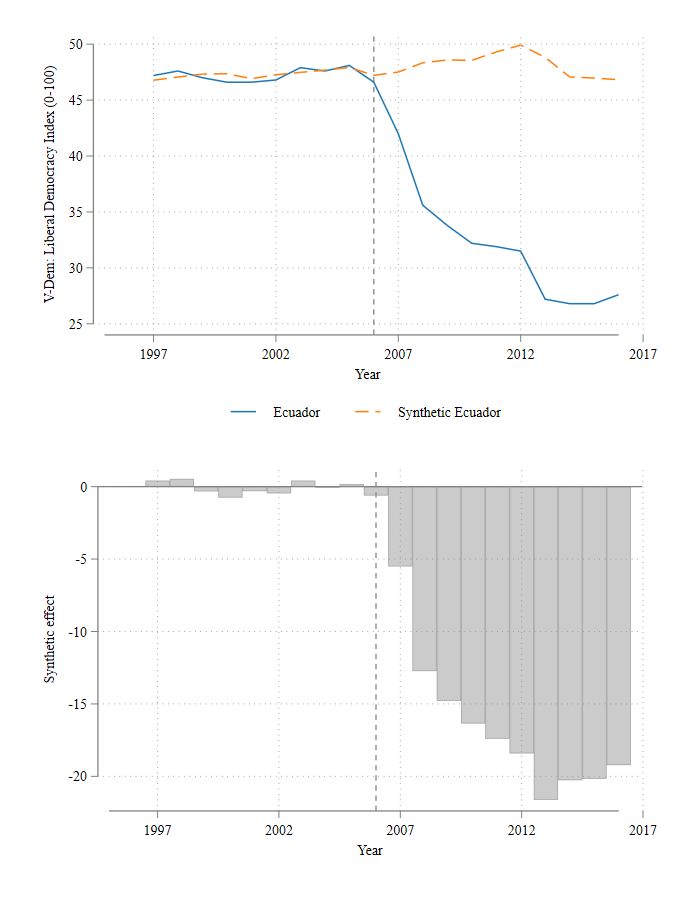 V-Dem: Liberal Democracy Index (0-100)
50
45
40
35
30
25
1997 2002 2007 2012 2017
Year
Ecuador Synthetic Ecuador
Synthetic effect
0
-5
-10
-15
-20
1997 2002 2007 2012 2017
Year